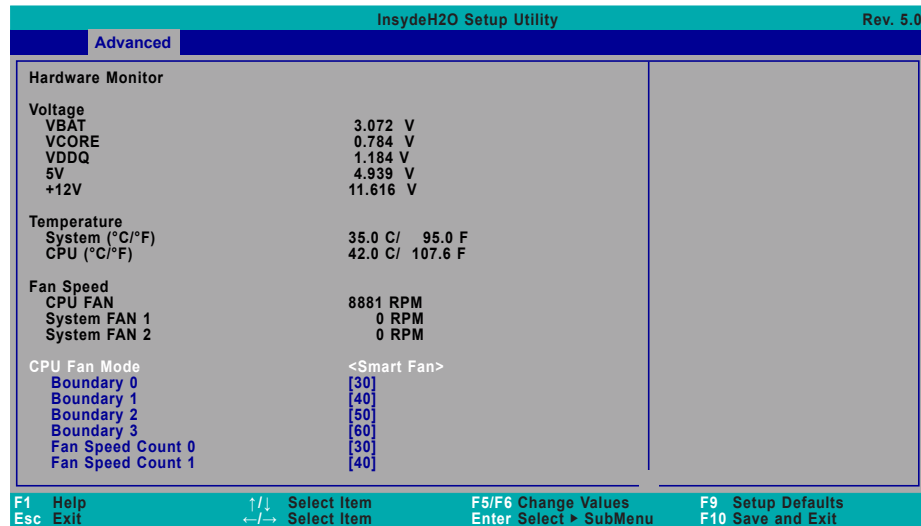 InsydeH2O Setup Utility Rev. 5.0
Advanced
Hardware Monitor
Voltage
VBAT 3.072 V
VCORE 0.784 V
VDDQ 1.184 V
5V 4.939 V
+12V 11.616 V
Temperature
System (°C/°F) 35.0 C/ 95.0 F
CPU (°C/°F) 42.0 C/ 107.6 F
Fan Speed
CPU FAN 8881 RPM
System FAN 1 0 RPM
System FAN 2 0 RPM
CPU Fan Mode <Smart Fan>
Boundary 0 [30]
Boundary 1 [40]
Boundary 2 [50]
Boundary 3 [60]
Fan Speed Count 0 [30]
Fan Speed Count 1 [40]
F1 Help ↑/↓ Select Item F5/F6 Change Values F9 Setup Defaults
Esc Exit ←/→ Select Item Enter Select ▶ SubMenu F10 Save and Exit